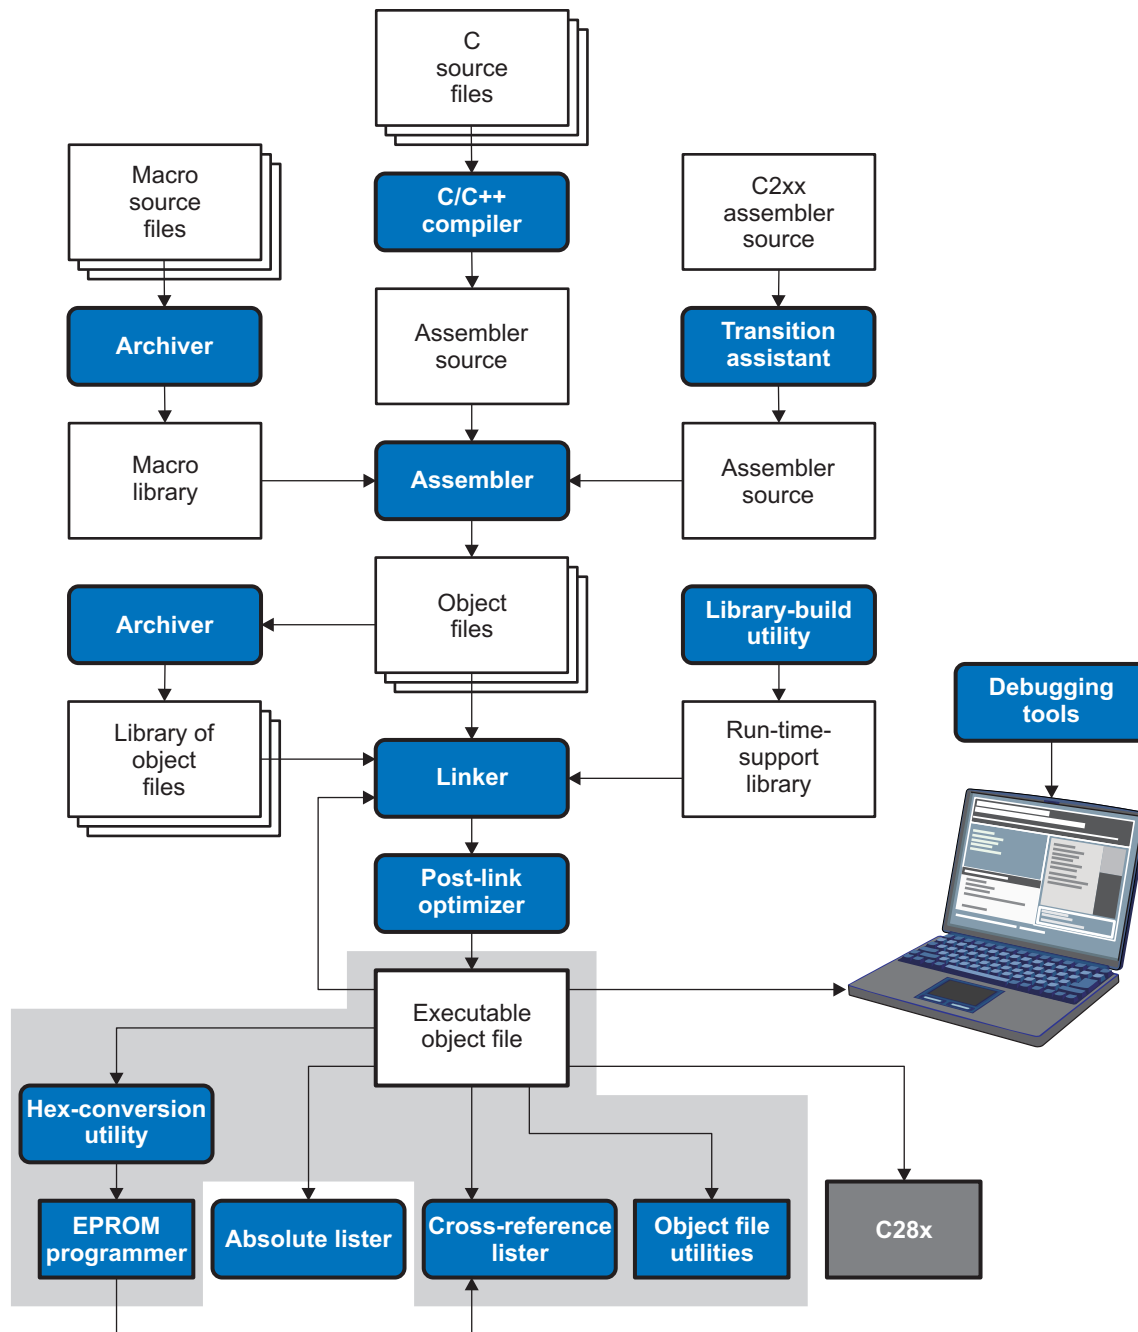 C
source
files
Macro
source
files
C/C++
compiler
C2xx
assembler
source
Archiver
Assembler
source
Transition
assistant
Macro
library
Assembler
Assembler
source
Archiver
Object
files
Library-build
utility
Debugging
tools
Library of
object
files
Linker
Run-time-
support
library
Post-link
optimizer
Executable
object file
Hex-conversion
utility
EPROM
programmer
Absolute lister
Cross-reference
lister
Object file
utilities
C28x